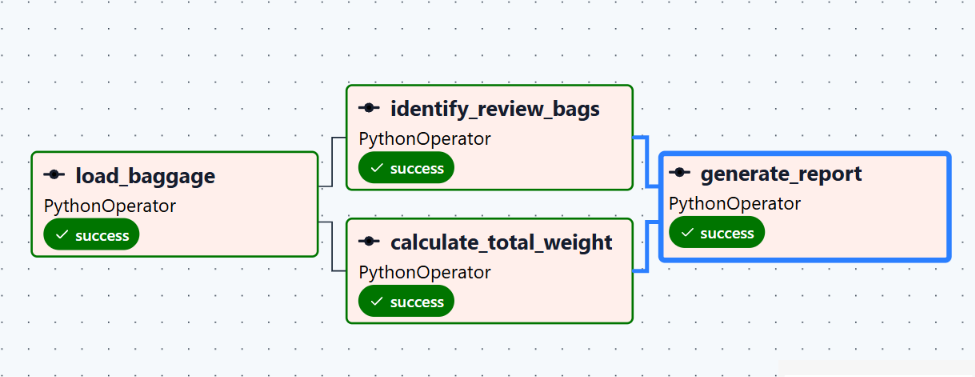 load_baggage
PythonOperator
success
identify_review_bags
PythonOperator
success
calculate_total_weight
PythonOperator
success
generate_report
PythonOperator
success